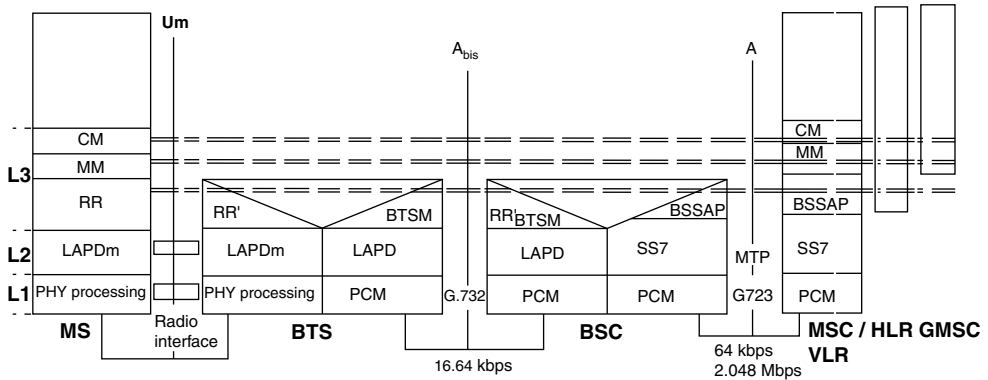 Um
A_bis
A
CM
MM
RR
L3
L2
L1
LAPDm
PHY processing
MS
Radio
interface
RR'
BTSM
LAPDm
LAPD
PHY processing
PCM
BTS
G.732
16.64 kbps
RR'
BTSM
BSSAP
LAPD
SS7
PCM
PCM
BSC
MTP
G723
64 kbps
2.048 Mbps
CM
MM
BSSAP
SS7
PCM
MSC / HLR GMSC
VLR